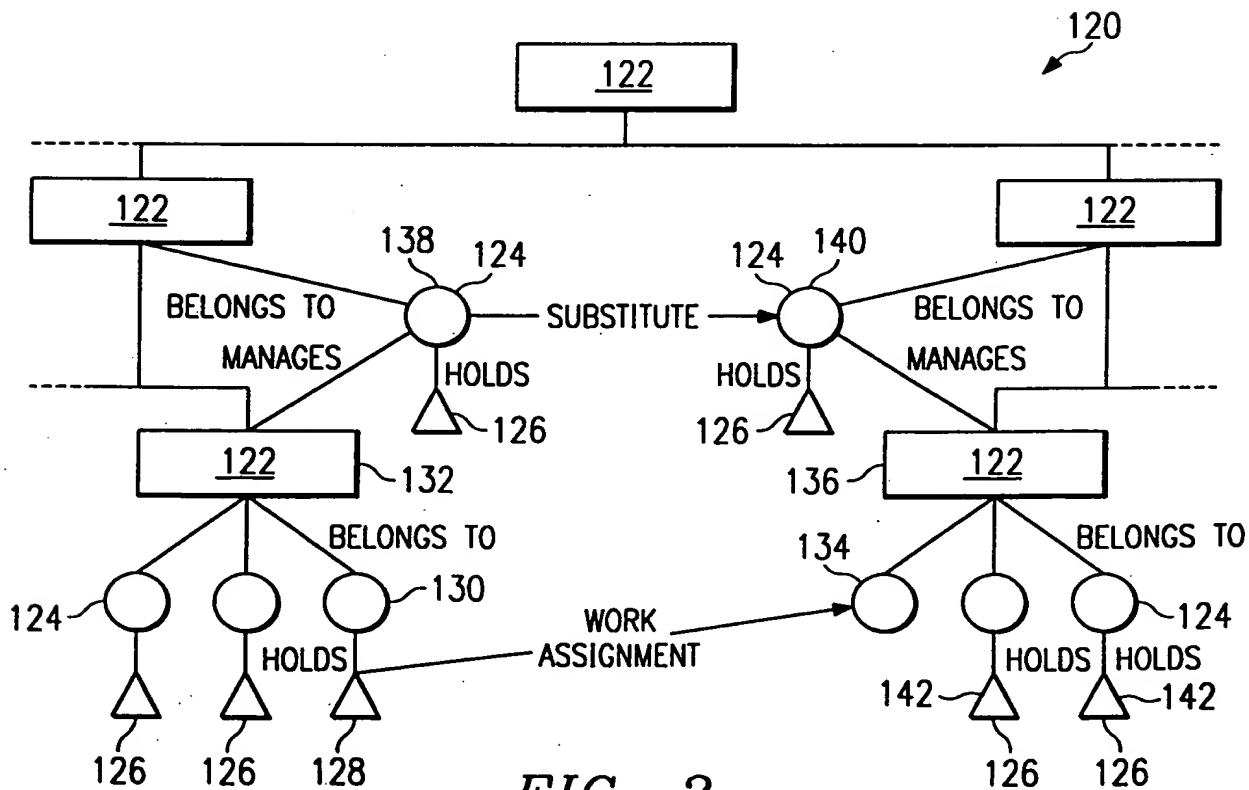 120
122
122
122
138
124
124
140
BELONGS TO
SUBSTITUTE
BELONGS TO
MANAGES
MANAGES
HOLDS
HOLDS
126
126
122
132
136
122
BELONGS TO
134
BELONGS TO
124
130
WORK
ASSIGNMENT
124
HOLDS
HOLDS
HOLDS
142
142
126
126
128
126
126